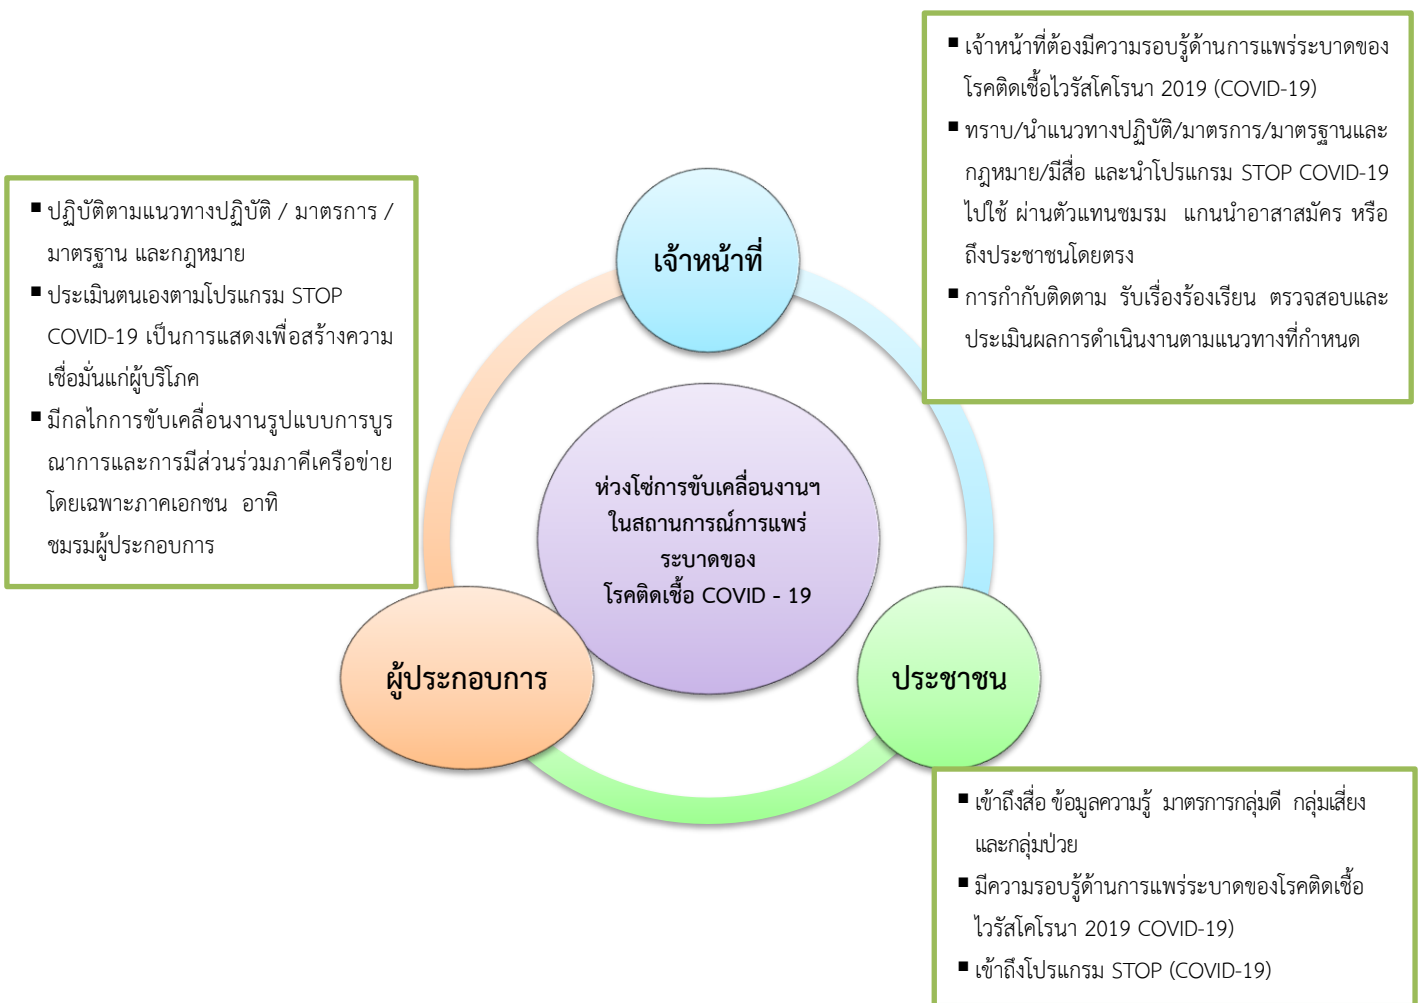 ■ เจ้าหน้าที่ต้องมีความรอบรู้ด้านการแพร่ระบาดของ
โรคติดเชื้อไวรัสโคโรนา 2019 (COVID-19)
■ ทราบ/นำแนวทางปฏิบัติ/มาตรการ/มาตรฐานและ
กฎหมาย/มีสื่อ และนำโปรแกรม STOP COVID-19
ไปใช้ ผ่านตัวแทนชมรม แกนนำอาสาสมัคร หรือ
ถึงประชาชนโดยตรง
■ การกำกับติดตาม รับเรื่องร้องเรียน ตรวจสอบและ
ประเมินผลการดำเนินงานตามแนวทางที่กำหนด
■ ปฏิบัติตามแนวทางปฏิบัติ / มาตรการ /
มาตรฐาน และกฎหมาย
■ ประเมินตนเองตามโปรแกรม STOP
COVID-19 เป็นการแสดงเพื่อสร้างความ
เชื่อมั่นแก่ผู้บริโภค
■ มีกลไกการขับเคลื่อนงานรูปแบบการบูร
ณาการและการมีส่วนร่วมภาคีเครือข่าย
โดยเฉพาะภาคเอกชน อาทิ
ชมรมผู้ประกอบการ
เจ้าหน้าที่
ห่วงโซ่การขับเคลื่อนงานฯ
ในสถานการณ์การแพร่
ระบาดของ
โรคติดเชื้อ COVID - 19
ผู้ประกอบการ
ประชาชน
■ เข้าถึงสื่อ ข้อมูลความรู้ มาตรการกลุ่มดี กลุ่มเสี่ยง
และกลุ่มป่วย
■ มีความรอบรู้ด้านการแพร่ระบาดของโรคติดเชื้อ
ไวรัสโคโรนา 2019 COVID-19)
■ เข้าถึงโปรแกรม STOP (COVID-19)